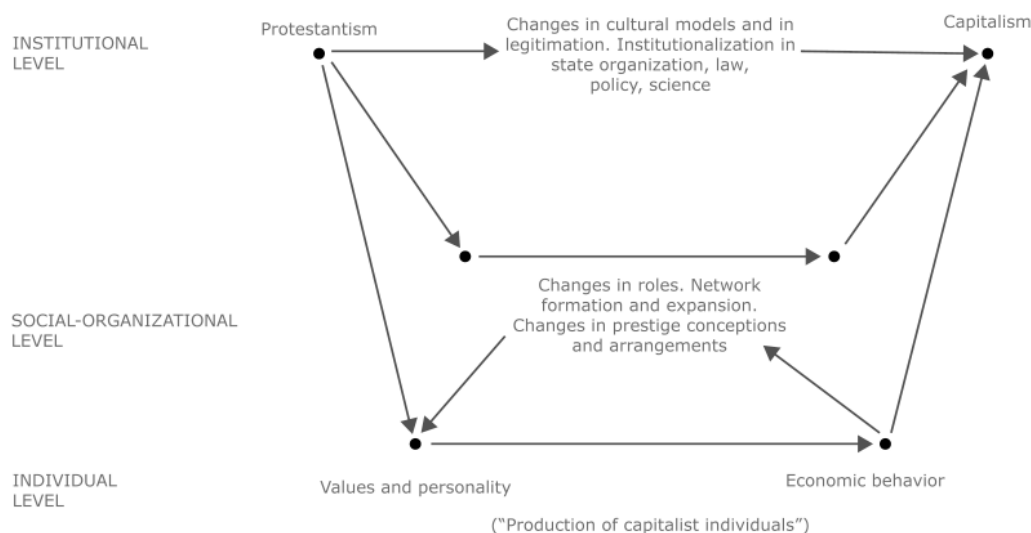 Protestantism
Changes in cultural models and in
legitimation. Institutionalization in
state organization, law,
policy, science
Capitalism
INSTITUTIONAL
LEVEL
Changes in roles. Network
formation and expansion.
Changes in prestige conceptions
and arrangements
SOCIAL-ORGANIZATIONAL
LEVEL
INDIVIDUAL
LEVEL
Values and personality
Economic behavior
("Production of capitalist individuals")